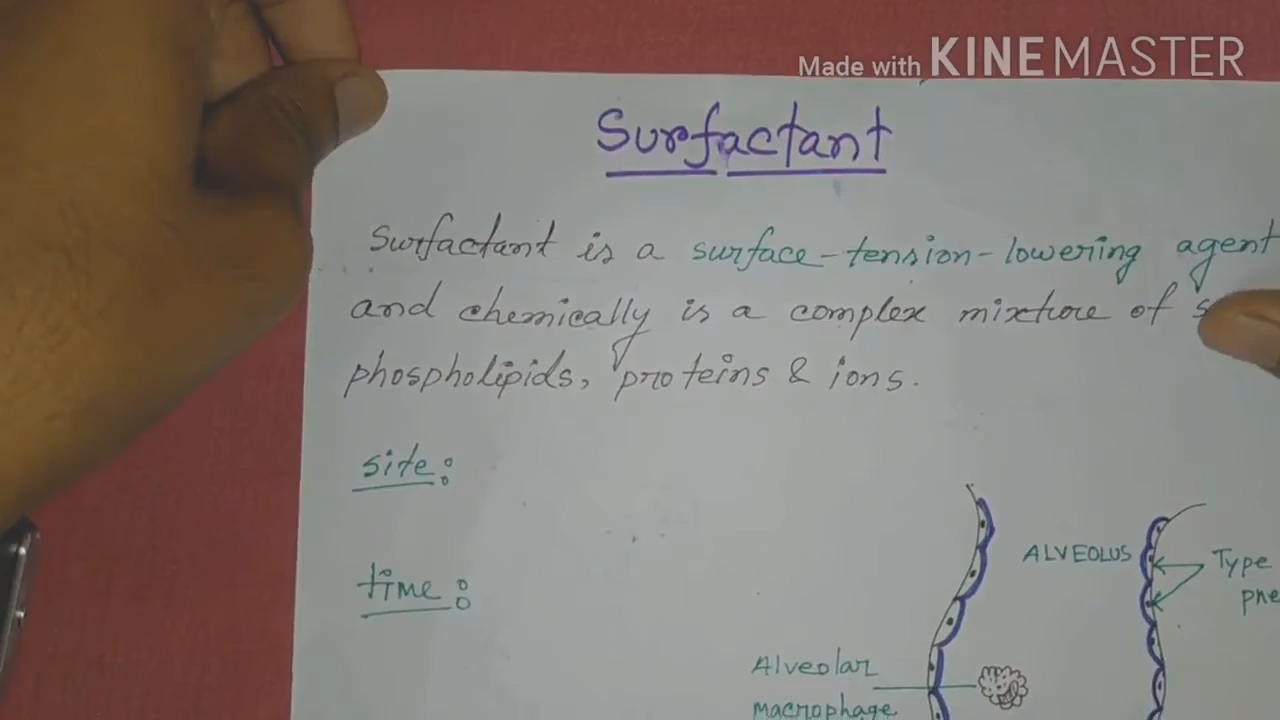 Made with KINEMASTER
Surfactant
Surfactant is a surface-tension-lowering agent
and chemically is a complex mixture of
phospholipids, proteins & ions.
site:
time:
ALVEOLUS
Type
Alveolar
macrophage